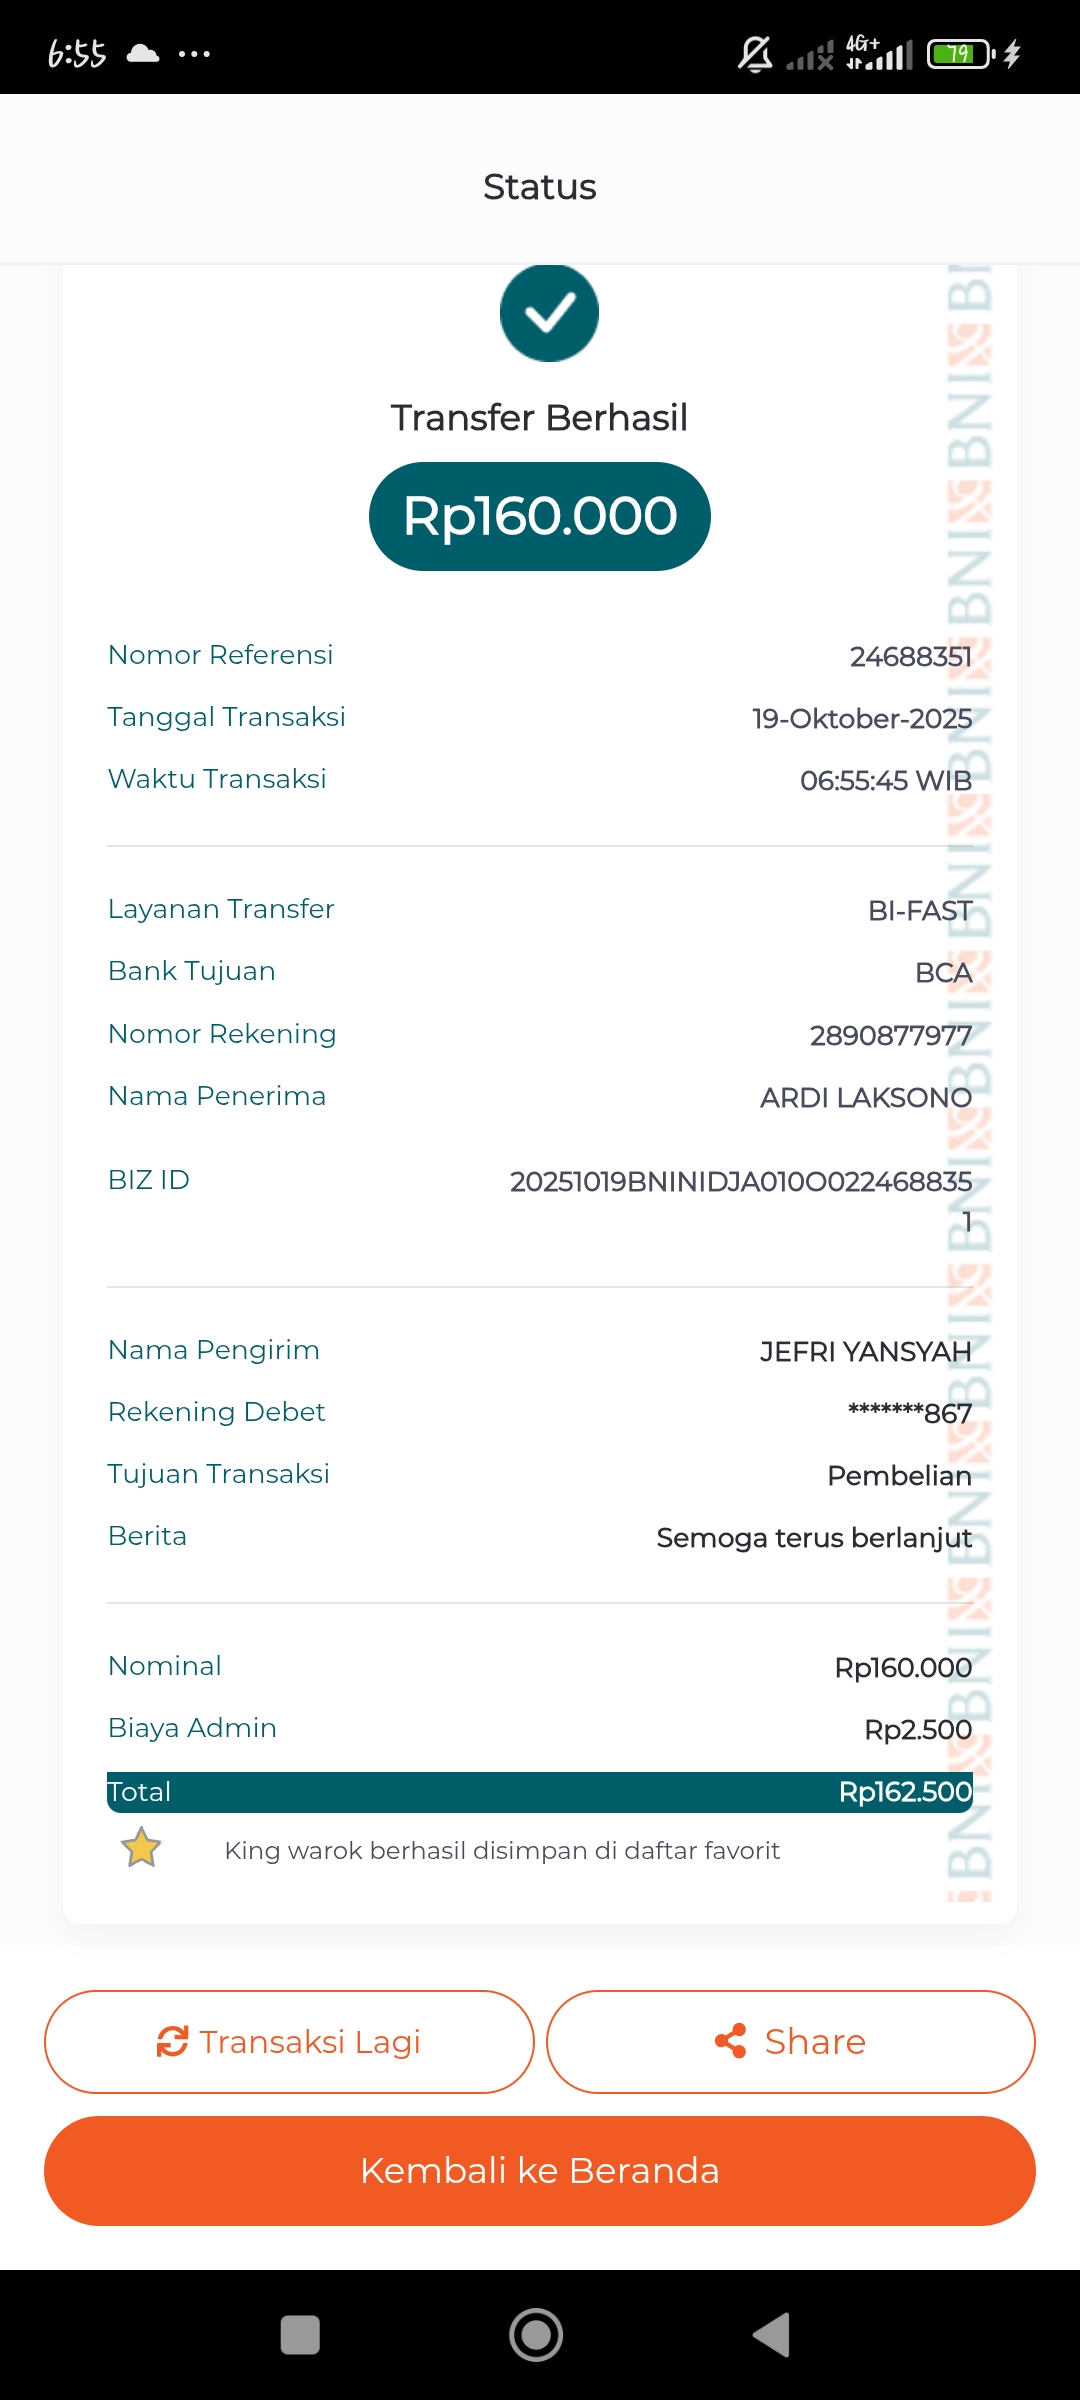 6:55
4G+
79
Status
Transfer Berhasil
Rp160.000
Nomor Referensi 24688351
Tanggal Transaksi 19-Oktober-2025
Waktu Transaksi 06:55:45 WIB
Layanan Transfer BI-FAST
Bank Tujuan BCA
Nomor Rekening 2890877977
Nama Penerima ARDI LAKSONO
BIZ ID 20251019BNINIDJA010O022468835
1
Nama Pengirim JEFRI YANSYAH
Rekening Debet *******867
Tujuan Transaksi Pembelian
Berita Semoga terus berlanjut
Nominal Rp160.000
Biaya Admin Rp2.500
Total Rp162.500
King warok berhasil disimpan di daftar favorit
BNI BNI BNI BNI BNI BNI BNI BNI BNI BNI BNI
Transaksi Lagi
Share
Kembali ke Beranda